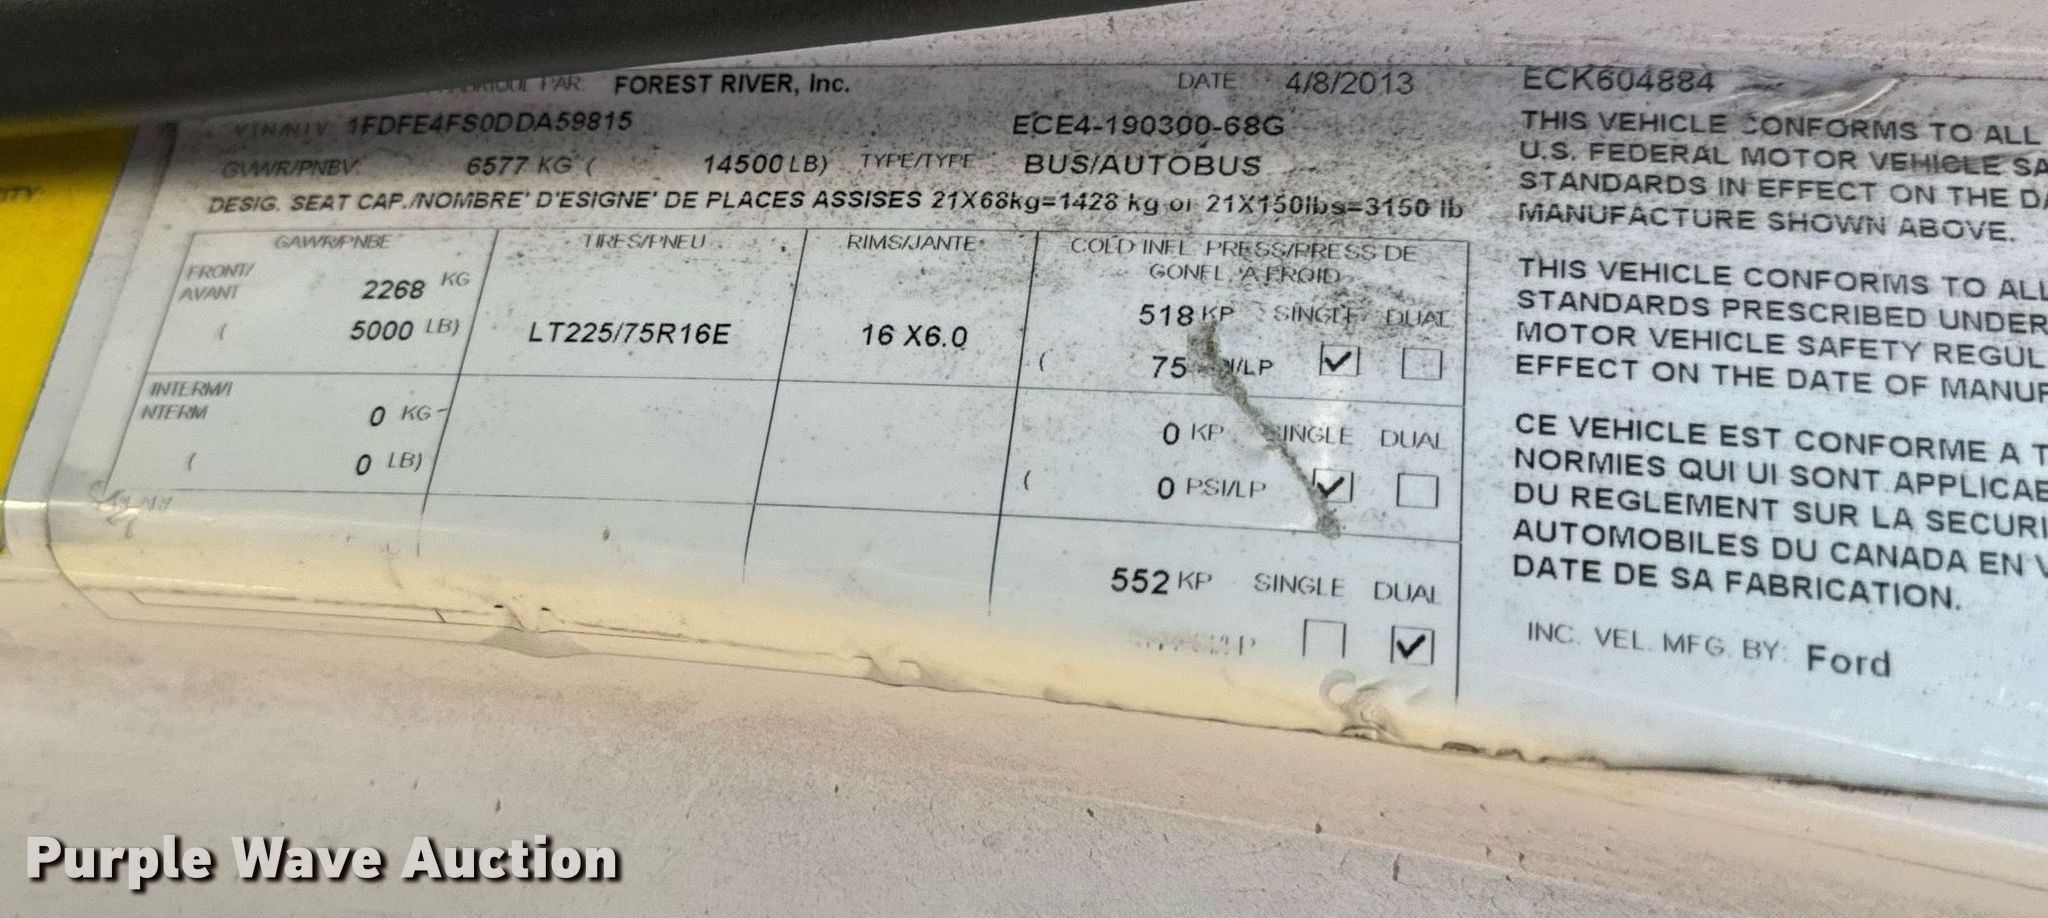 PAR: FOREST RIVER, Inc. DATE 4/8/2013 ECK604884
VIN/NIV 1FDFE4FS0DDA59815 ECE4-190300-68G
GVWR/PNBV: 6577 KG ( 14500 LB) TYPE/TYPE BUS/AUTOBUS
DESIG. SEAT CAP./NOMBRE' D'ESIGNE' DE PLACES ASSISES 21X68kg=1428 kg or 21X150lbs=3150 lb
GAWR/PNBE TIRES/PNEU RIMS/JANTE COLD INFL. PRESS/PRESS DE
GONFL. A FROID
FRONT/
AVANT 2268 KG 518 KP SINGLE DUAL
( 5000 LB) LT225/75R16E 16 X6.0 ( 75 /LP
INTERM/I
NTERM 0 KG 0 KP SINGLE DUAL
( 0 LB) ( 0 PSI/LP
552 KP SINGLE DUAL
THIS VEHICLE CONFORMS TO ALL
U.S. FEDERAL MOTOR VEHICLE SA
STANDARDS IN EFFECT ON THE DA
MANUFACTURE SHOWN ABOVE.
THIS VEHICLE CONFORMS TO ALL
STANDARDS PRESCRIBED UNDER
MOTOR VEHICLE SAFETY REGUL
EFFECT ON THE DATE OF MANUF
CE VEHICLE EST CONFORME A T
NORMIES QUI UI SONT APPLICAB
DU REGLEMENT SUR LA SECURI
AUTOMOBILES DU CANADA EN V
DATE DE SA FABRICATION.
INC. VEL. MFG. BY: Ford
Purple Wave Auction